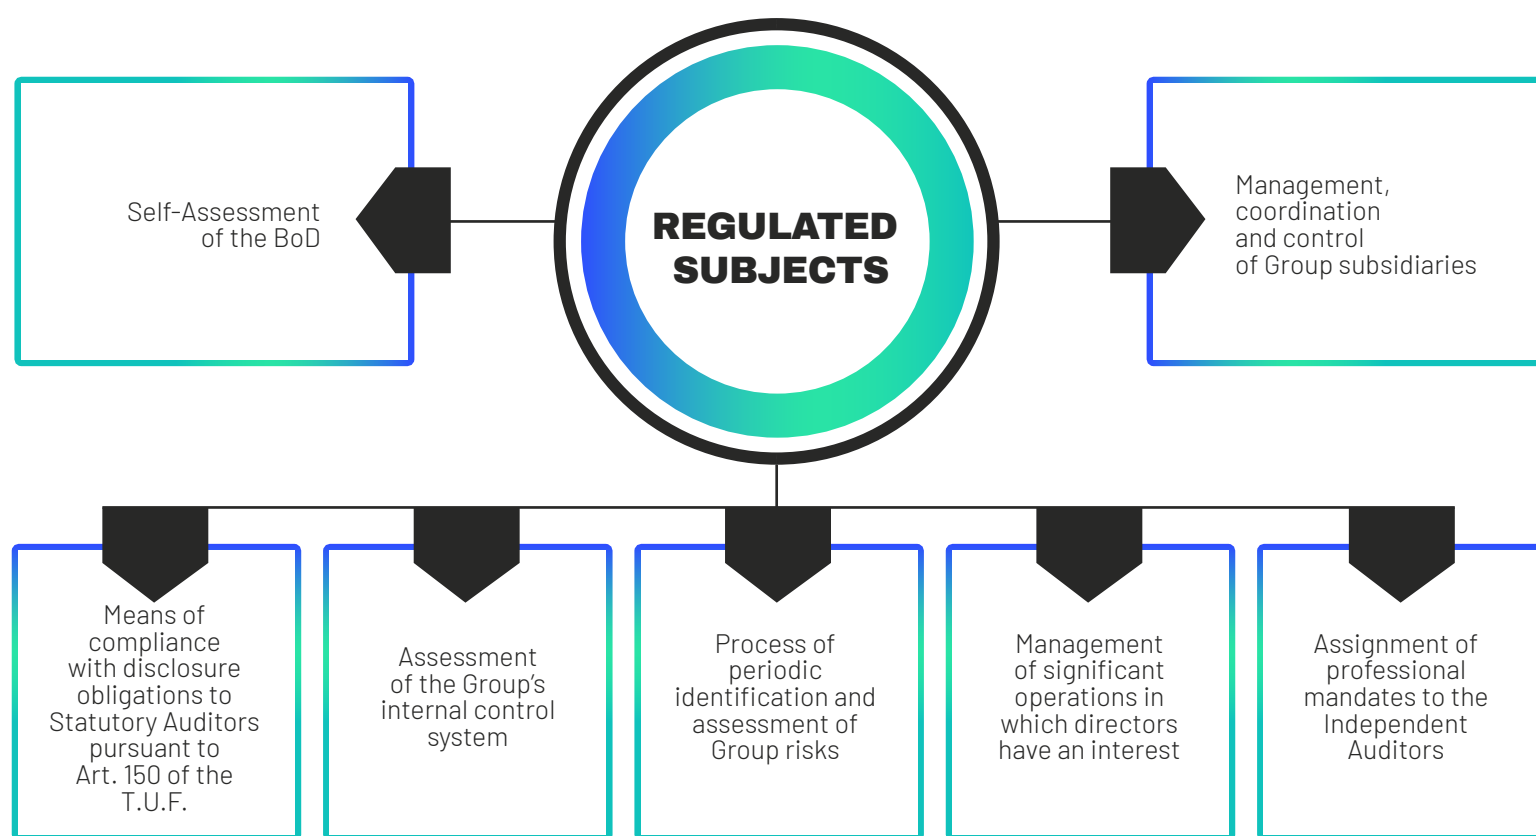 REGULATED
SUBJECTS
Self-Assessment
of the BoD
Management,
coordination
and control
of Group subsidiaries
Means of
compliance
with disclosure
obligations to
Statutory Auditors
pursuant to
Art. 150 of the
T.U.F.
Assessment
of the Group’s
internal control
system
Process of
periodic
identification and
assessment of
Group risks
Management
of significant
operations in
which directors
have an interest
Assignment of
professional
mandates to the
Independent
Auditors